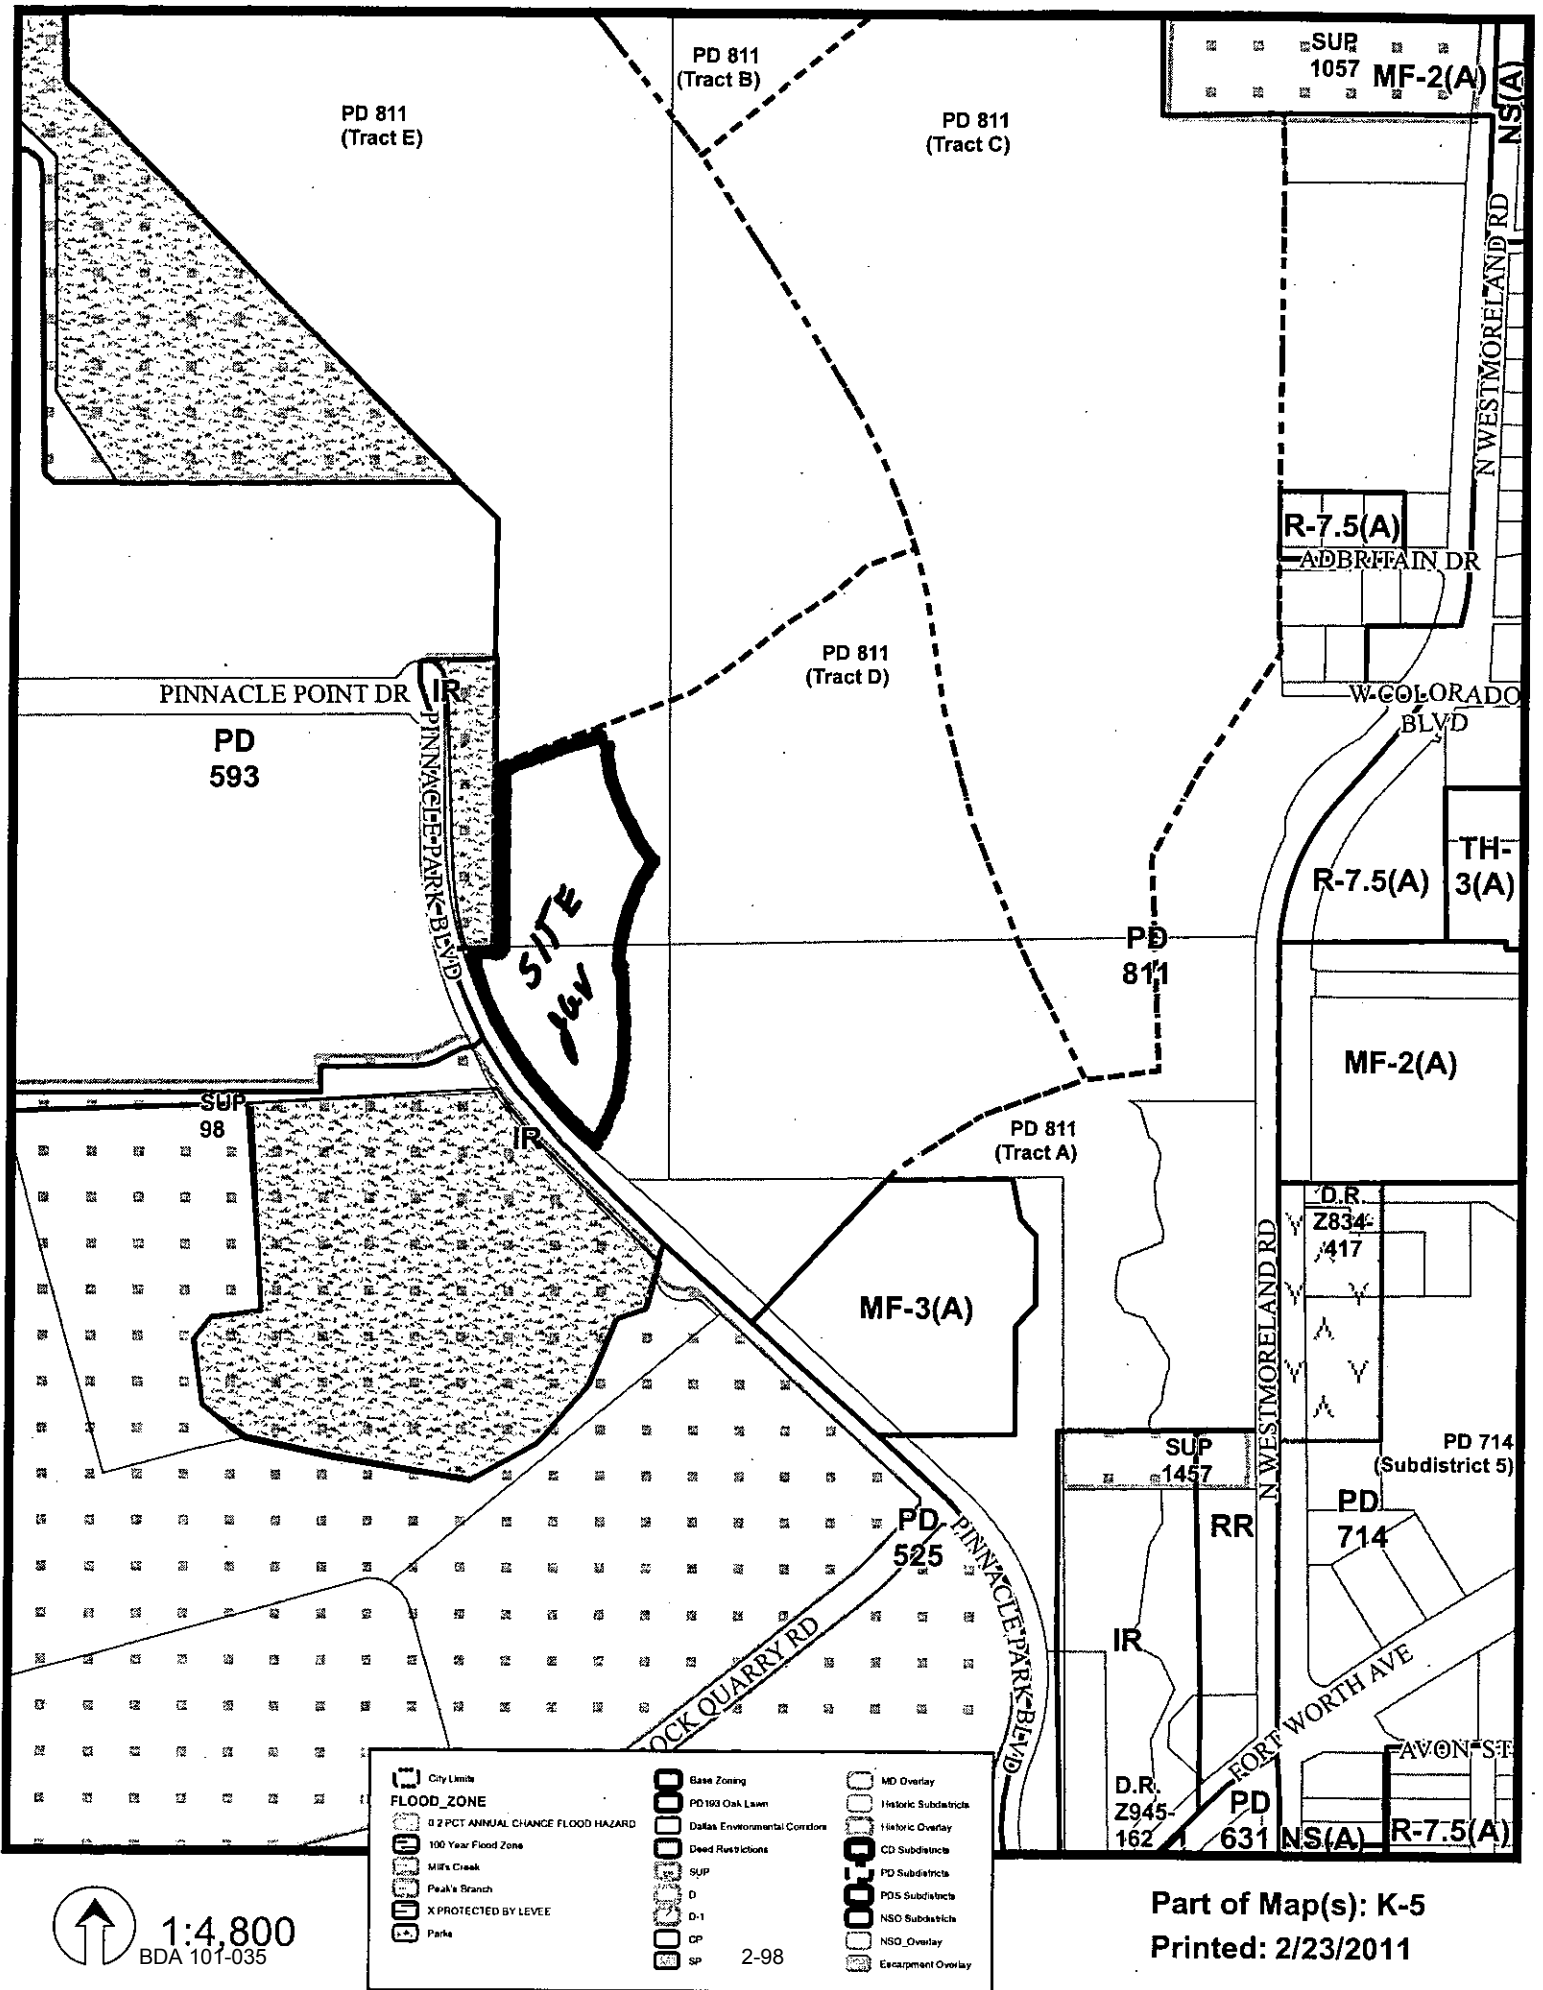 SUP
1057
MF-2(A)
NS(A)
PD 811
(Tract B)
PD 811
(Tract E)
PD 811
(Tract C)
N WESTMORELAND RD
R-7.5(A)
ADBRITAIN DR
PD 811
(Tract D)
PINNACLE POINT DR
IR
W COLORADO
BLVD
PD
593
PINNACLE PARK BLVD
TH-
3(A)
R-7.5(A)
SITE
PD
811
MF-2(A)
SUP
98
IR
PD 811
(Tract A)
D.R.
Z834-
417
N WESTMORELAND RD
MF-3(A)
SUP
1457
PD 714
(Subdistrict 5)
PD
714
RR
PD
525
PINNACLE PARK BLVD
IR
OCK QUARRY RD
FORT WORTH AVE
AVON ST
D.R.
Z945-
162
PD
631
NS(A)
R-7.5(A)
City Limits
FLOOD_ZONE
0.2 PCT ANNUAL CHANGE FLOOD HAZARD
100 Year Flood Zone
Mill's Creek
Peak's Branch
X PROTECTED BY LEVEE
Parks
Base Zoning
PD193 Oak Lawn
Dallas Environmental Corridors
Deed Restrictions
SUP
D
D-1
CP
SP
MD Overlay
Historic Subdistricts
Historic Overlay
CD Subdistricts
PD Subdistricts
PDS Subdistricts
NSO Subdistricts
NSO_Overlay
Escarpment Overlay
1:4,800
BDA 101-035
2-98
Part of Map(s): K-5
Printed: 2/23/2011